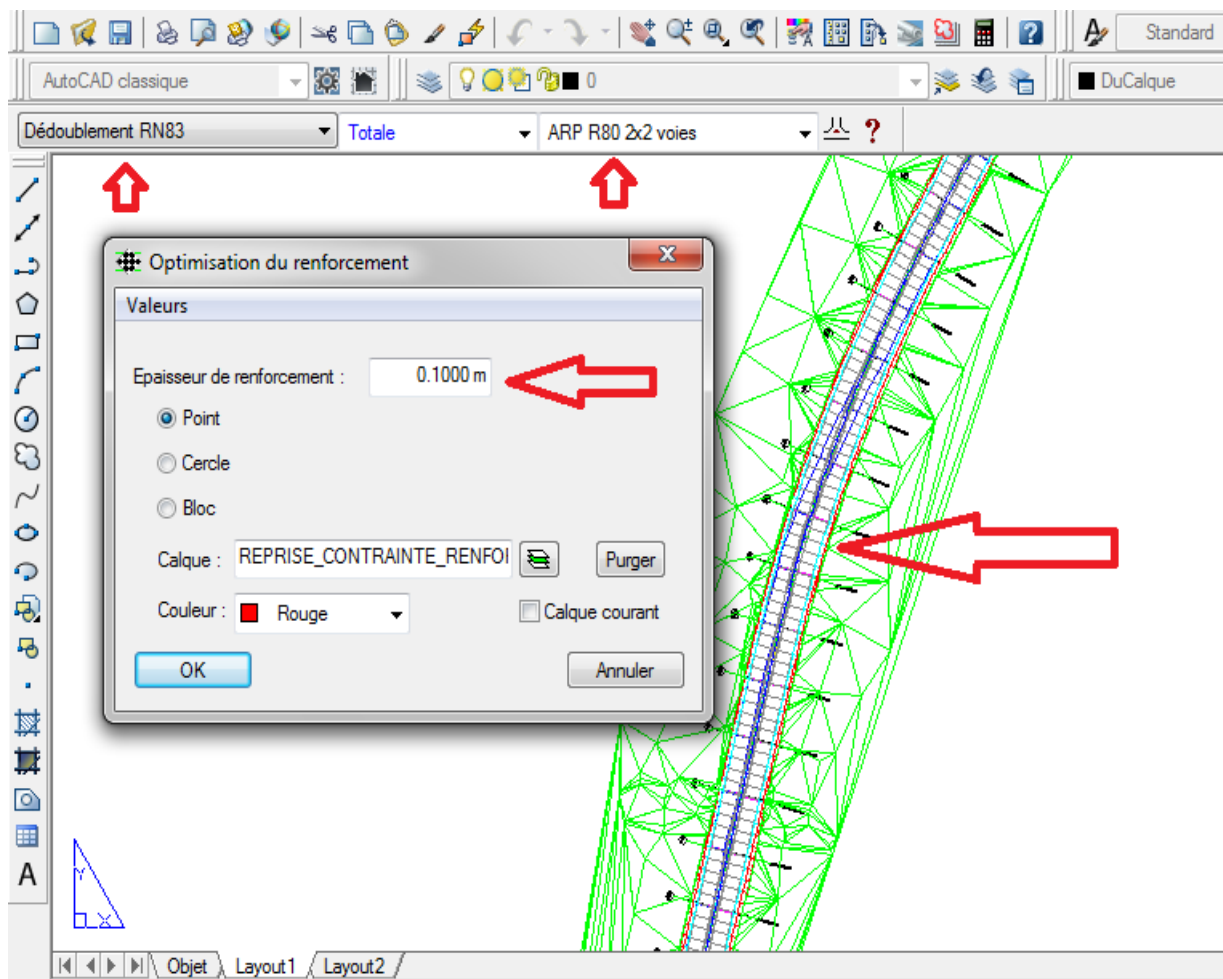 Standard
AutoCAD classique
0
DuCalque
Dédoublement RN83
Totale
ARP R80 2x2 voies
?
Optimisation du renforcement
Valeurs
Epaisseur de renforcement :
0.1000 m
Point
Cercle
Bloc
Calque :
REPRISE_CONTRAINTE_RENFO
Purger
Couleur :
Rouge
Calque courant
OK
Annuler
A
Y
X
Objet
Layout1
Layout2